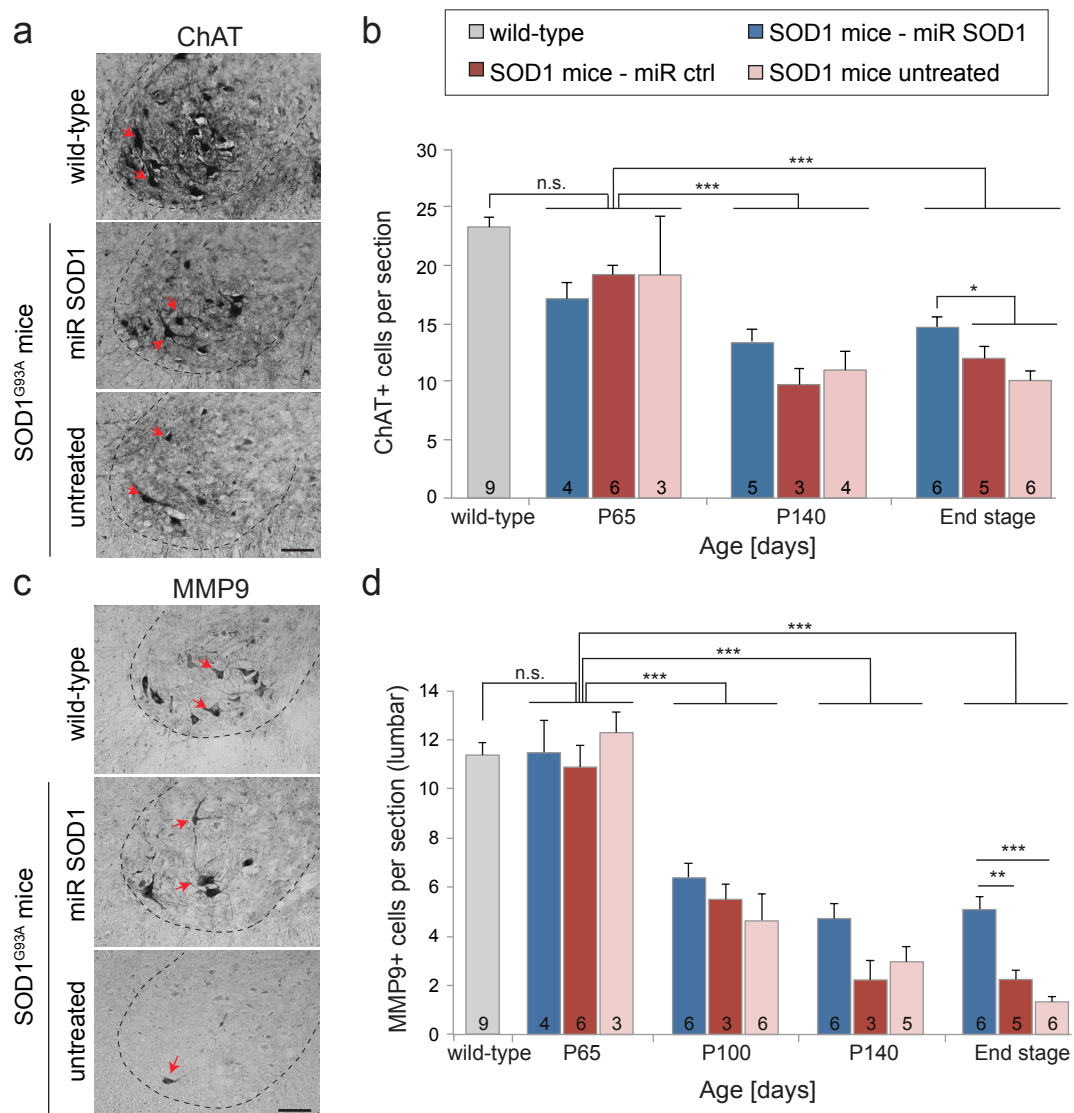 a
ChAT
wild-type
miR SOD1
untreated
SOD1G93A mice
b
wild-type
SOD1 mice - miR SOD1
SOD1 mice - miR ctrl
SOD1 mice untreated
ChAT+ cells per section
30
25
20
15
10
5
0
n.s.
***
***
*
9
4
6
3
5
3
4
6
5
6
wild-type
P65
P140
End stage
Age [days]
c
MMP9
wild-type
miR SOD1
untreated
SOD1G93A mice
d
MMP9+ cells per section (lumbar)
14
12
10
8
6
4
2
0
n.s.
***
***
***
***
**
9
4
6
3
6
3
6
6
3
5
6
5
6
wild-type
P65
P100
P140
End stage
Age [days]